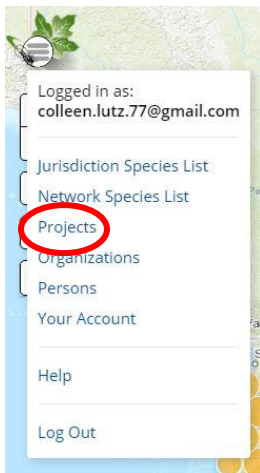 Logged in as:
colleen.lutz.77@gmail.com
Jurisdiction Species List
Network Species List
Projects
Organizations
Persons
Your Account
Help
Log Out